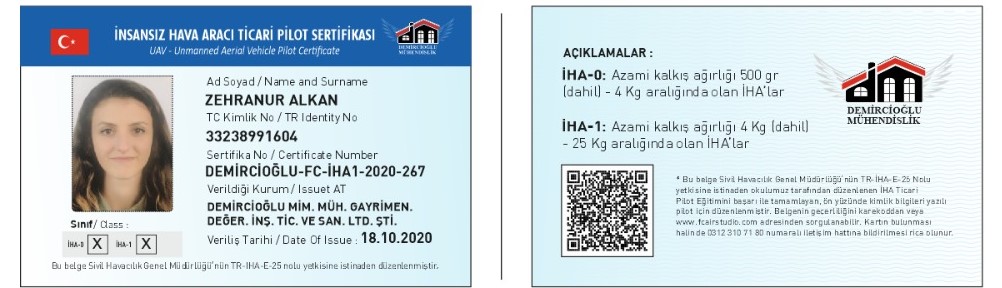 İNSANSIZ HAVA ARACI TİCARİ PİLOT SERTİFİKASI
UAV - Unmanned Aerial Vehicle Pilot Certificate
DEMİRCİOĞLU
MÜHENDİSLİK
Ad Soyad / Name and Surname
ZEHRANUR ALKAN
TC Kimlik No / TR Identity No
33238991604
Sertifika No / Certificate Number
DEMİRCİOĞLU-FC-İHA1-2020-267
Verildiği Kurum / Issuet AT
DEMİRCİOĞLU MİM. MÜH. GAYRİMEN.
DEĞER. İNŞ. TİC. VE SAN. LTD. ŞTİ.
Veriliş Tarihi / Date Of Issue : 18.10.2020
Sınıf/ Class :
İHA-0 X İHA-1 X
Bu belge Sivil Havacılık Genel Müdürlüğü'nün TR-IHA-E-25 nolu yetkisine istinaden düzenlenmiştir.
AÇIKLAMALAR :
İHA-0: Azami kalkış ağırlığı 500 gr
(dahil) - 4 Kg aralığında olan İHA'lar
İHA-1: Azami kalkış ağırlığı 4 Kg (dahil)
- 25 Kg aralığında olan İHA'lar
DEMİRCİOĞLU
MÜHENDİSLİK
* Bu belge Sivil Havacılık Genel Müdürlüğü'nün TR-İHA-E-25 Nolu
yetkisine istinaden okulumuz tarafından düzenlenen İHA Ticari
Pilot Eğitimini başarı ile tamamlayan, ön yüzünde kimlik bilgileri yazılı
pilot için düzenlenmiştir. Belgenin geçerliliğini karekoddan veya
www.fcairstudio.com adresinden sorgulanabilir. Kartın bulunması
halinde 0312 310 71 80 numaralı iletişim hattına bildirilmesi rica olunur.